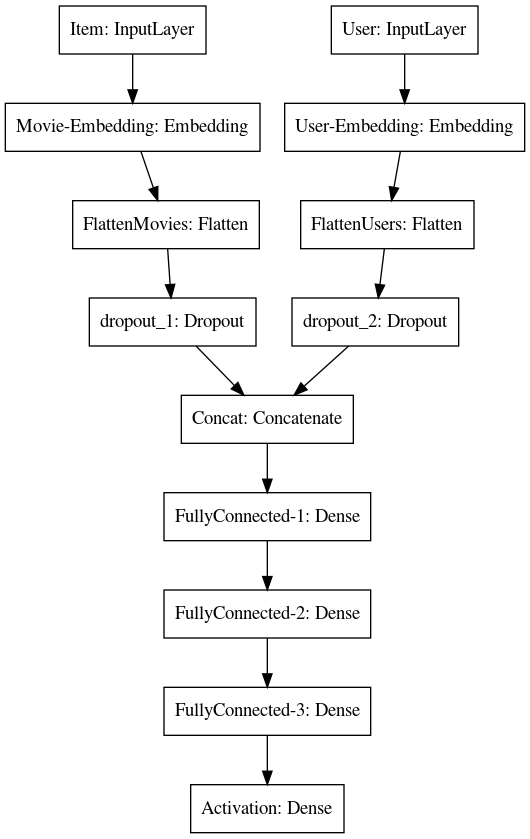 Item: InputLayer
User: InputLayer
Movie-Embedding: Embedding
User-Embedding: Embedding
FlattenMovies: Flatten
FlattenUsers: Flatten
dropout_1: Dropout
dropout_2: Dropout
Concat: Concatenate
FullyConnected-1: Dense
FullyConnected-2: Dense
FullyConnected-3: Dense
Activation: Dense